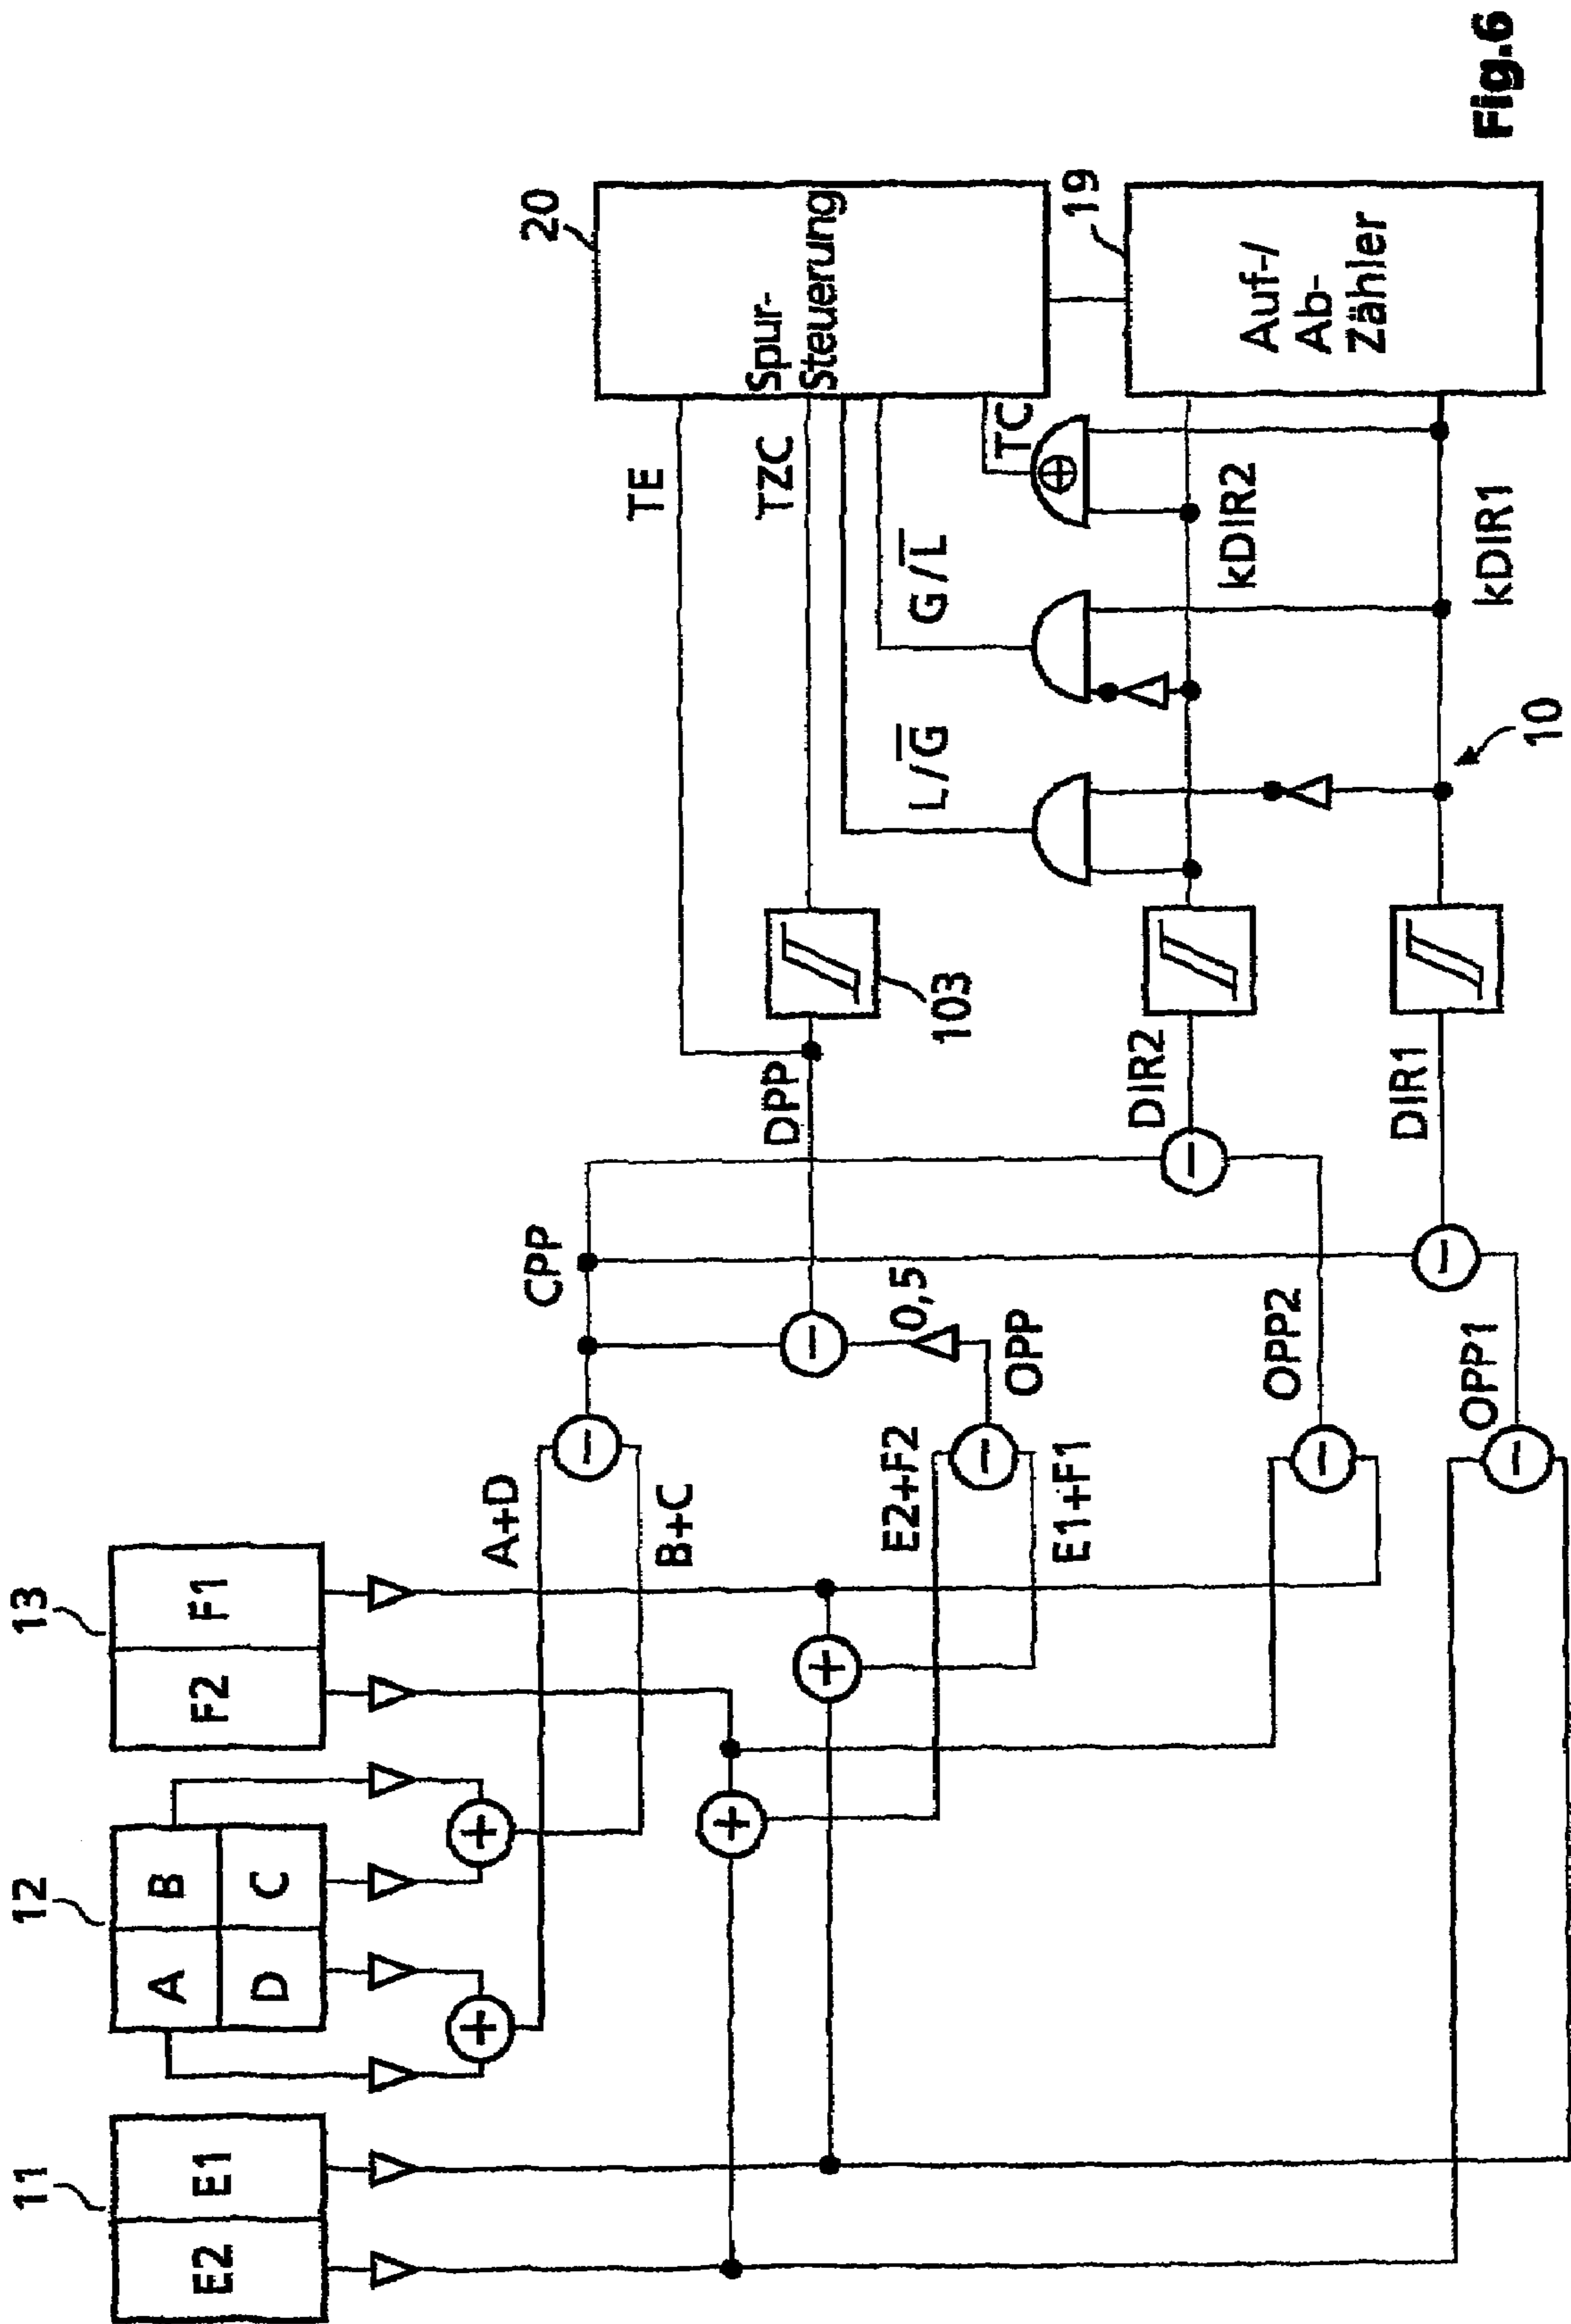 11
E2
E1
12
A
B
D
C
13
F2
F1
A+D
B+C
E2+F2
E1+F1
CPP
OPP
0,5
OPP2
OPP1
DPP
DIR2
DIR1
103
TE
TZC
L/G̅
G/L̅
T̅C̅
kDIR2
kDIR1
10
20
Spur-
Steuerung
19
Auf-/
Ab-
Zähler
Fig.6